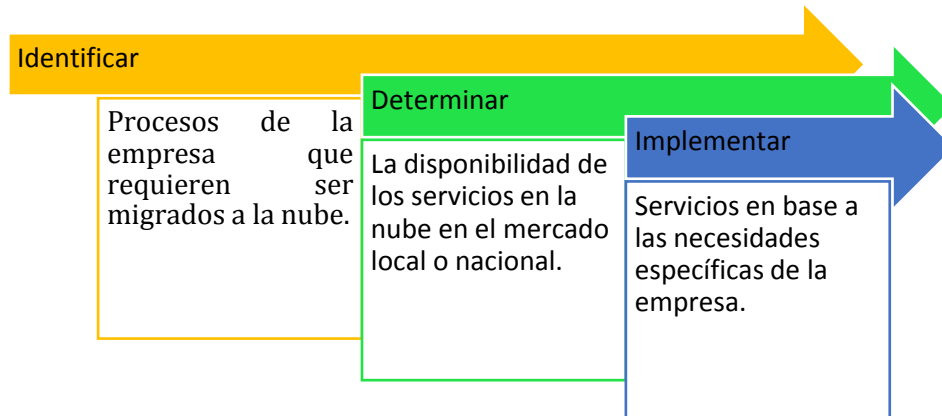 Identificar
Procesos de la
empresa que
requieren ser
migrados a la nube.
Determinar
La disponibilidad de
los servicios en la
nube en el mercado
local o nacional.
Implementar
Servicios en base a
las necesidades
específicas de la
empresa.